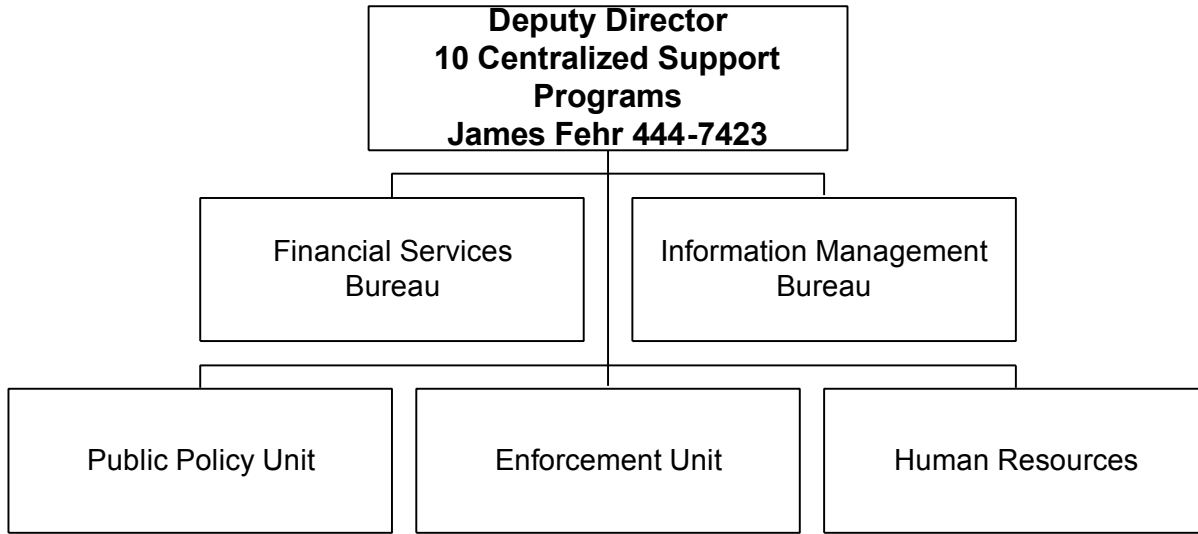 Deputy Director
10 Centralized Support
Programs
James Fehr 444-7423
Financial Services
Bureau
Information Management
Bureau
Public Policy Unit
Enforcement Unit
Human Resources